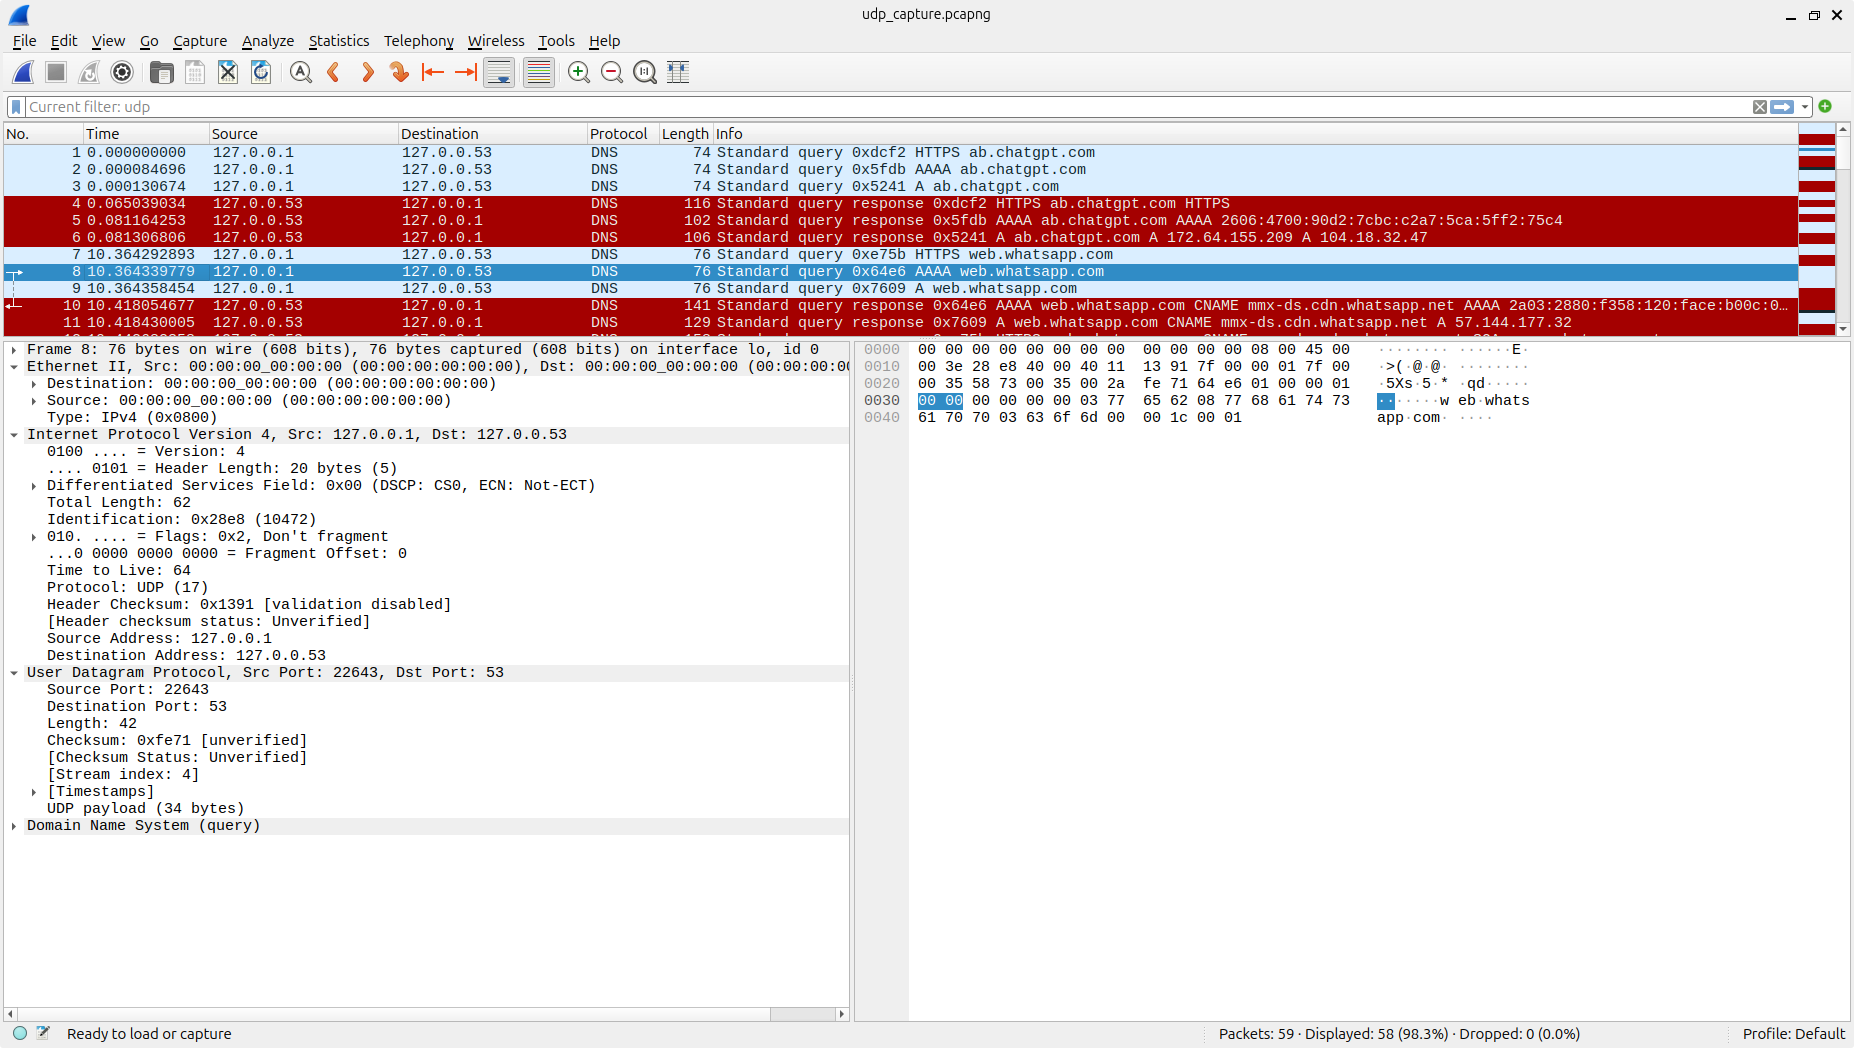 udp_capture.pcapng
File Edit View Go Capture Analyze Statistics Telephony Wireless Tools Help
Current filter: udp
No. Time Source Destination Protocol Length Info
1 0.000000000 127.0.0.1 127.0.0.53 DNS 74 Standard query 0xdcf2 HTTPS ab.chatgpt.com
2 0.000084696 127.0.0.1 127.0.0.53 DNS 74 Standard query 0x5fdb AAAA ab.chatgpt.com
3 0.000130674 127.0.0.1 127.0.0.53 DNS 74 Standard query 0x5241 A ab.chatgpt.com
4 0.065039034 127.0.0.53 127.0.0.1 DNS 116 Standard query response 0xdcf2 HTTPS ab.chatgpt.com HTTPS
5 0.081164253 127.0.0.53 127.0.0.1 DNS 102 Standard query response 0x5fdb AAAA ab.chatgpt.com AAAA 2606:4700:90d2:7cbc:c2a7:5ca:5ff2:75c4
6 0.081306806 127.0.0.53 127.0.0.1 DNS 106 Standard query response 0x5241 A ab.chatgpt.com A 172.64.155.209 A 104.18.32.47
7 10.364292893 127.0.0.1 127.0.0.53 DNS 76 Standard query 0xe75b HTTPS web.whatsapp.com
8 10.364339779 127.0.0.1 127.0.0.53 DNS 76 Standard query 0x64e6 AAAA web.whatsapp.com
9 10.364358454 127.0.0.1 127.0.0.53 DNS 76 Standard query 0x7609 A web.whatsapp.com
10 10.418054677 127.0.0.53 127.0.0.1 DNS 141 Standard query response 0x64e6 AAAA web.whatsapp.com CNAME mmx-ds.cdn.whatsapp.net AAAA 2a03:2880:f358:120:face:b00c:0…
11 10.418430005 127.0.0.53 127.0.0.1 DNS 129 Standard query response 0x7609 A web.whatsapp.com CNAME mmx-ds.cdn.whatsapp.net A 57.144.177.32
Frame 8: 76 bytes on wire (608 bits), 76 bytes captured (608 bits) on interface lo, id 0
Ethernet II, Src: 00:00:00_00:00:00 (00:00:00:00:00:00), Dst: 00:00:00_00:00:00 (00:00:00:00
Destination: 00:00:00_00:00:00 (00:00:00:00:00:00)
Source: 00:00:00_00:00:00 (00:00:00:00:00:00)
Type: IPv4 (0x0800)
Internet Protocol Version 4, Src: 127.0.0.1, Dst: 127.0.0.53
0100 .... = Version: 4
.... 0101 = Header Length: 20 bytes (5)
Differentiated Services Field: 0x00 (DSCP: CS0, ECN: Not-ECT)
Total Length: 62
Identification: 0x28e8 (10472)
010. .... = Flags: 0x2, Don't fragment
...0 0000 0000 0000 = Fragment Offset: 0
Time to Live: 64
Protocol: UDP (17)
Header Checksum: 0x1391 [validation disabled]
[Header checksum status: Unverified]
Source Address: 127.0.0.1
Destination Address: 127.0.0.53
User Datagram Protocol, Src Port: 22643, Dst Port: 53
Source Port: 22643
Destination Port: 53
Length: 42
Checksum: 0xfe71 [unverified]
[Checksum Status: Unverified]
[Stream index: 4]
[Timestamps]
UDP payload (34 bytes)
Domain Name System (query)
0000 00 00 00 00 00 00 00 00 00 00 00 00 08 00 45 00 ········ ······E·
0010 00 3e 28 e8 40 00 40 11 13 91 7f 00 00 01 7f 00 ·>(·@·@· ········
0020 00 35 58 73 00 35 00 2a fe 71 64 e6 01 00 00 01 ·5Xs·5·* ·qd·····
0030 00 00 00 00 00 00 03 77 65 62 08 77 68 61 74 73 ·······w eb·whats
0040 61 70 70 03 63 6f 6d 00 00 1c 00 01 app·com· ····
Ready to load or capture
Packets: 59 · Displayed: 58 (98.3%) · Dropped: 0 (0.0%)
Profile: Default